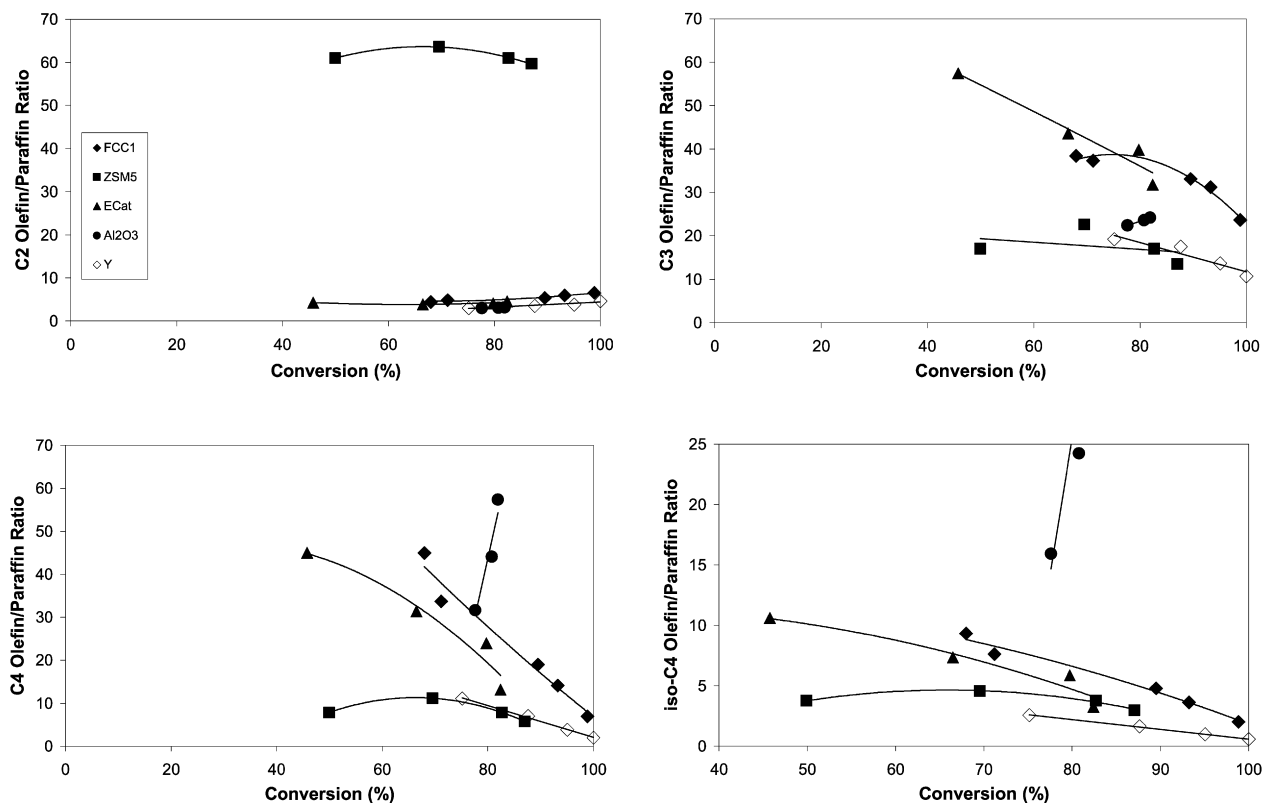 C2 Olefin/Paraffin Ratio
70
60
50
40
30
20
10
0
FCC1
ZSM5
ECat
Al2O3
Y
0 20 40 60 80 100
Conversion (%)
C3 Olefin/Paraffin Ratio
70
60
50
40
30
20
10
0
0 20 40 60 80 100
Conversion (%)
C4 Olefin/Paraffin Ratio
70
60
50
40
30
20
10
0
0 20 40 60 80 100
Conversion (%)
iso-C4 Olefin/Paraffin Ratio
25
20
15
10
5
0
40 50 60 70 80 90 100
Conversion (%)